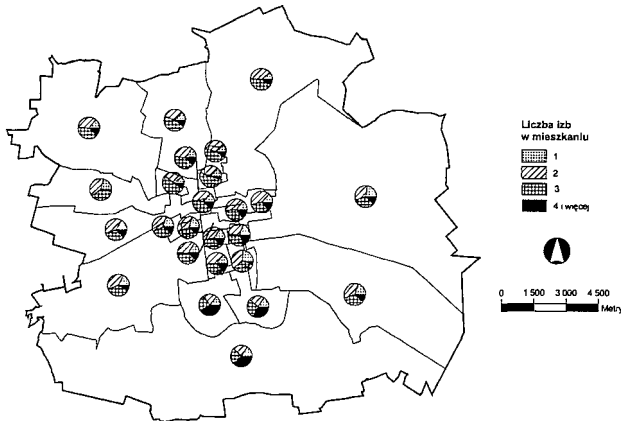 Liczba izb
w mieszkaniu
1
2
3
4 i więcej
0 1 500 3 000 4 500
Metry